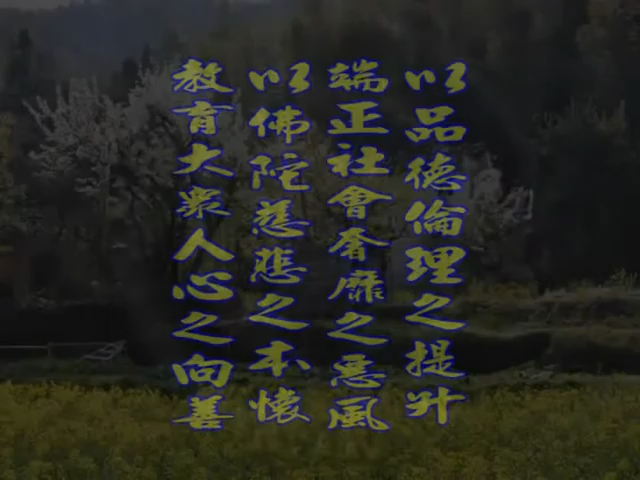 以品德倫理之提升
端正社會奢靡之惡風
以佛陀慈悲之本懷
教育大眾人心之向善